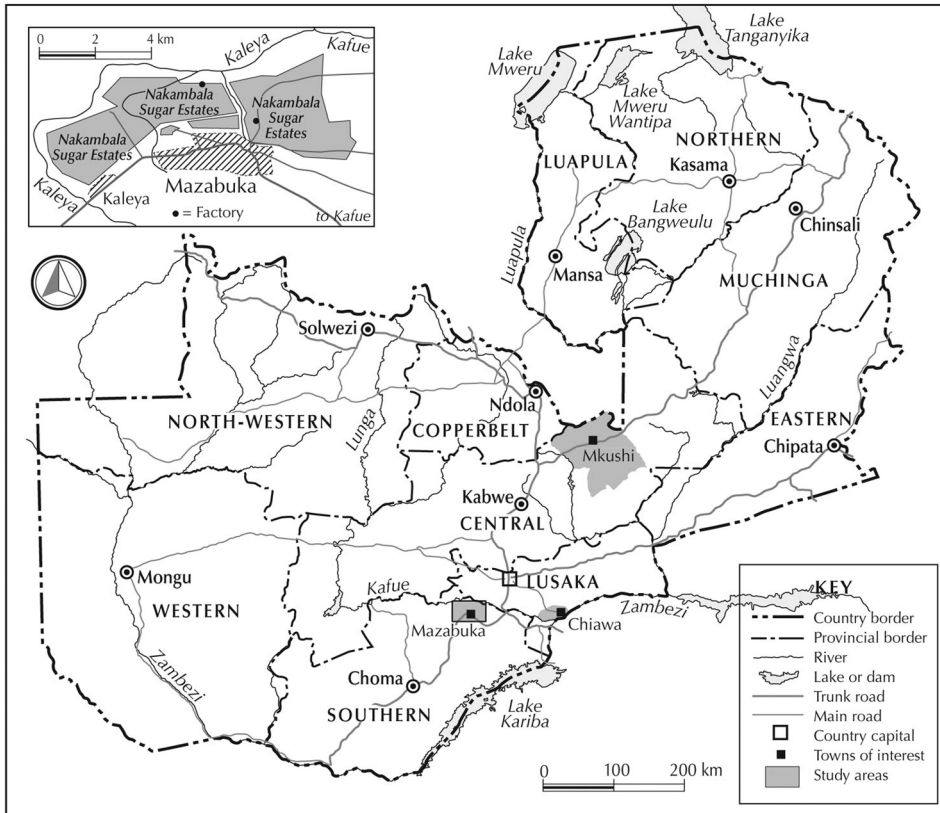 0 2 4 km
Kaleya
Kafue
Nakambala
Sugar Estates
Nakambala
Sugar
Estates
Nakambala
Sugar Estates
Kaleya
Kaleya
Mazabuka
to Kafue
● = Factory
Lake
Tanganyika
Lake
Mweru
Lake
Mweru
Wantipa
NORTHERN
LUAPULA
Kasama
Lake
Bangweulu
Chinsali
Luapula
Mansa
MUCHINGA
Solwezi
Luangwa
Ndola
NORTH-WESTERN
Lunga
COPPERBELT
EASTERN
Mkushi
Chipata
Kabwe
CENTRAL
Mongu
LUSAKA
WESTERN
Kafue
Zambezi
Mazabuka
Chiawa
Zambezi
Choma
SOUTHERN
Lake
Kariba
0 100 200 km
KEY
Country border
Provincial border
River
Lake or dam
Trunk road
Main road
Country capital
Towns of interest
Study areas